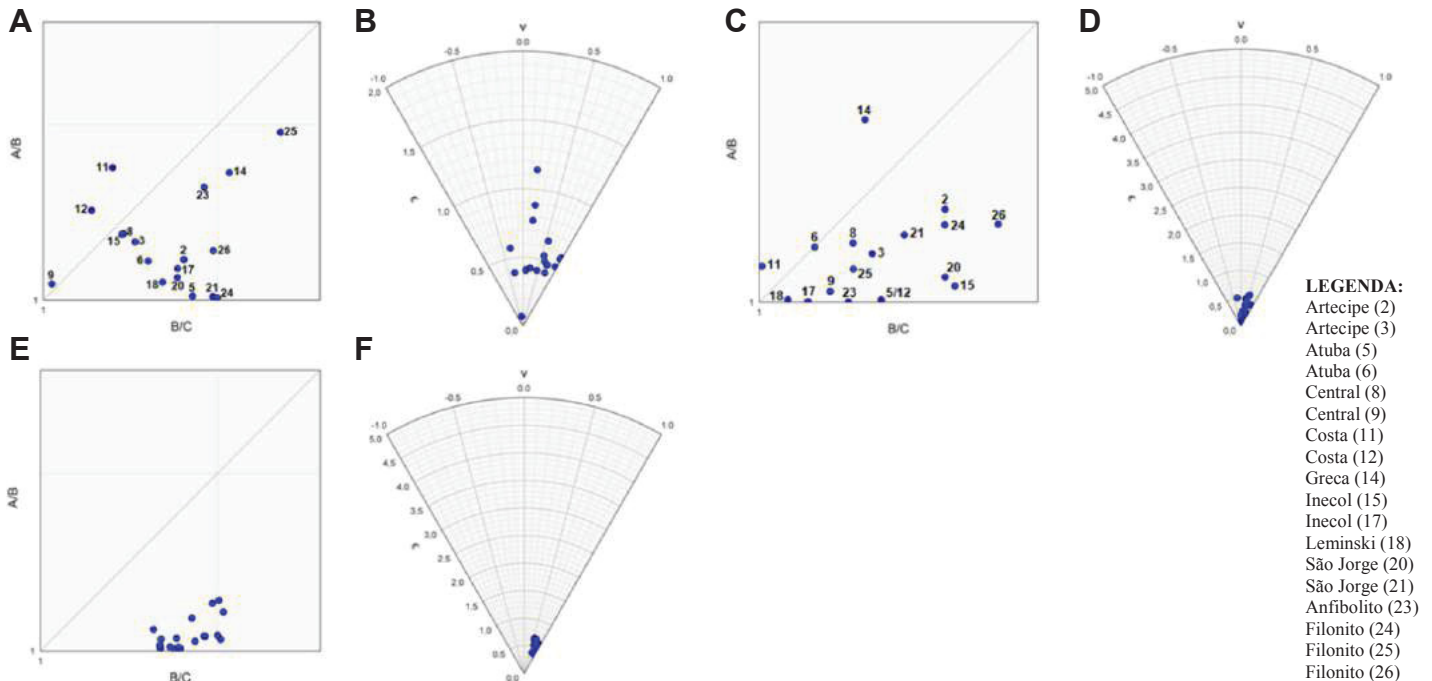 A
A/B
1
B/C
25
14
11
23
12
8
15
3
6
2
26
17
18
20
5
21
24
9
B
v
0.0
-0.5
0.5
-1.0
1.0
2.0
1.5
1.0
0.5
0.0
r
C
A/B
1
B/C
14
2
24
26
21
6
8
3
11
25
20
15
9
18
17
23
5/12
D
v
0.0
-0.5
0.5
-1.0
1.0
5.0
4.5
4.0
3.5
3.0
2.5
2.0
1.5
1.0
0.5
0.0
r
E
A/B
1
B/C
F
v
0.0
-0.5
0.5
-1.0
1.0
5.0
4.5
4.0
3.5
3.0
2.5
2.0
1.5
1.0
0.5
0.0
r
LEGENDA:
Artecipe (2)
Artecipe (3)
Atuba (5)
Atuba (6)
Central (8)
Central (9)
Costa (11)
Costa (12)
Greca (14)
Inecol (15)
Inecol (17)
Leminski (18)
São Jorge (20)
São Jorge (21)
Anfibolito (23)
Filonito (24)
Filonito (25)
Filonito (26)